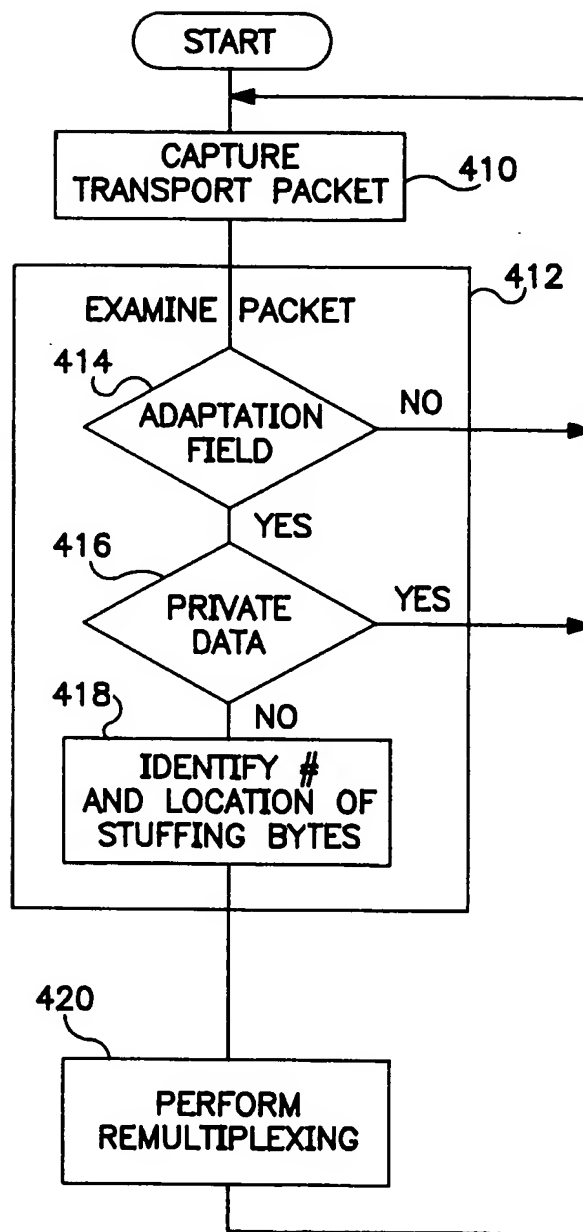 START
CAPTURE
TRANSPORT PACKET
410
412
EXAMINE PACKET
414
ADAPTATION
FIELD
NO
YES
416
PRIVATE
DATA
YES
418
NO
IDENTIFY #
AND LOCATION OF
STUFFING BYTES
420
PERFORM
REMULTIPLEXING